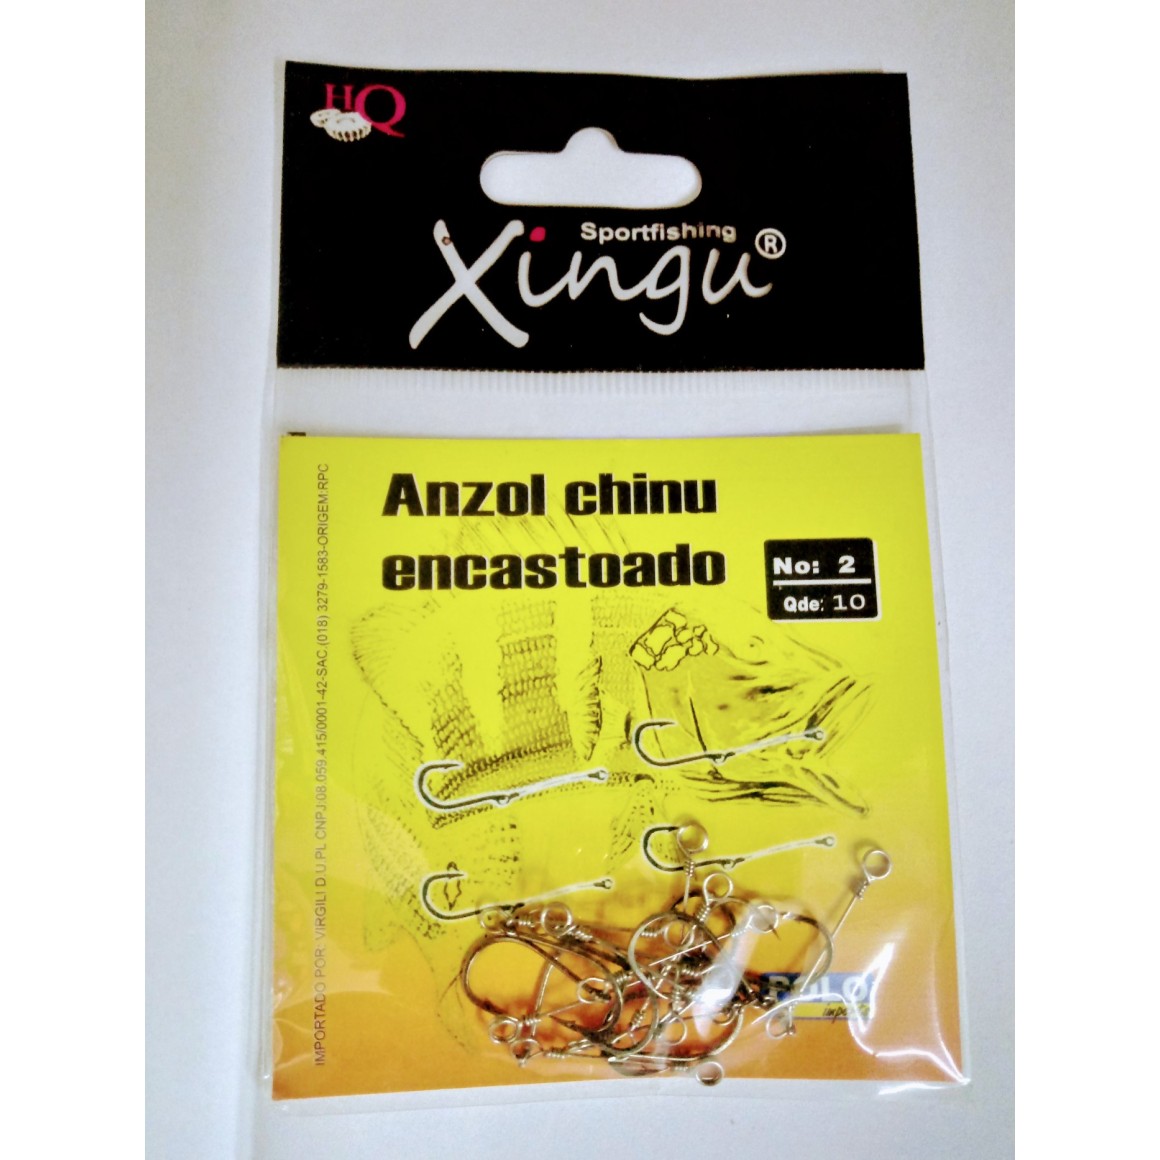 HQ
Sportfishing
Xingu®
Anzol chinu
encastoado
No: 2
Qde: 10
IMPORTADO POR: VIRGILI D.U PL CNPJ:08.059.415/0001-42-SAC.(018) 3279-1583-ORIGEM.RPC
POLO